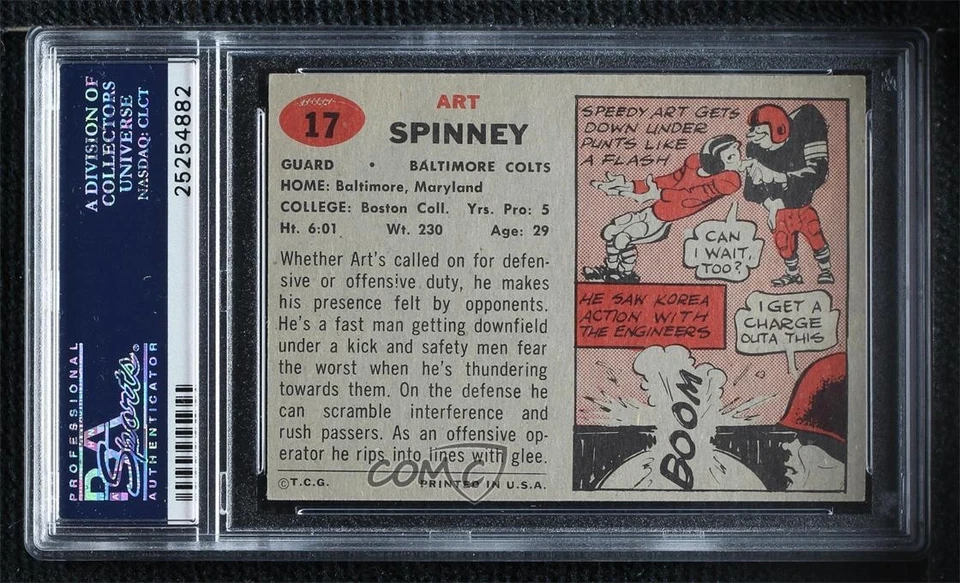 A DIVISION OF
COLLECTORS
UNIVERSE
NASDAQ: CLCT
25254882
PROFESSIONAL
PSA
Sports
AUTHENTICATOR
17
ART
SPINNEY
GUARD • BALTIMORE COLTS
HOME: Baltimore, Maryland
COLLEGE: Boston Coll. Yrs. Pro: 5
Ht. 6:01 Wt. 230 Age: 29
Whether Art's called on for defen-
sive or offensive duty, he makes
his presence felt by opponents.
He's a fast man getting downfield
under a kick and safety men fear
the worst when he's thundering
towards them. On the defense he
can scramble interference and
rush passers. As an offensive op-
erator he rips into lines with glee.
©T.C.G. PRINTED IN U.S.A.
COMC
SPEEDY ART GETS
DOWN UNDER
PUNTS LIKE
A FLASH
CAN
I WAIT,
TOO?
HE SAW KOREA
ACTION WITH
THE ENGINEERS
I GET A
CHARGE
OUTA THIS
BOOM